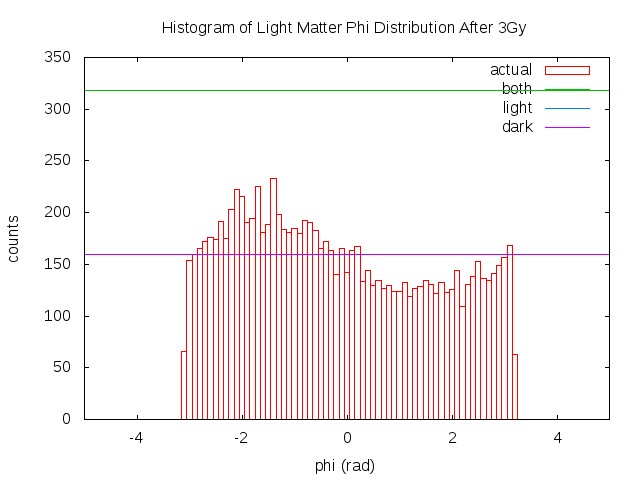 Histogram of Light Matter Phi Distribution After 3Gy
350
300
250
200
150
100
50
0
counts
actual
both
light
dark
-4 -2 0 2 4
phi (rad)